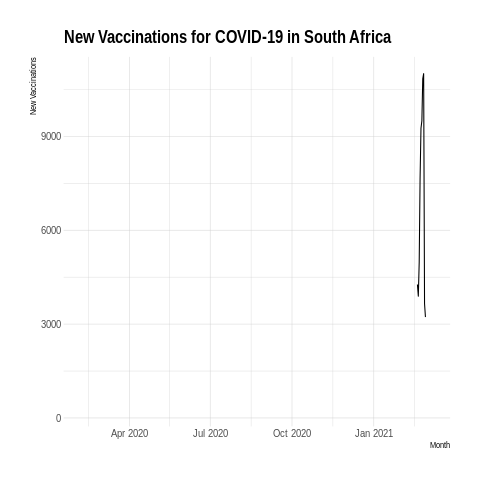 New Vaccinations for COVID-19 in South Africa
New Vaccinations
9000
6000
3000
0
Apr 2020
Jul 2020
Oct 2020
Jan 2021
Month